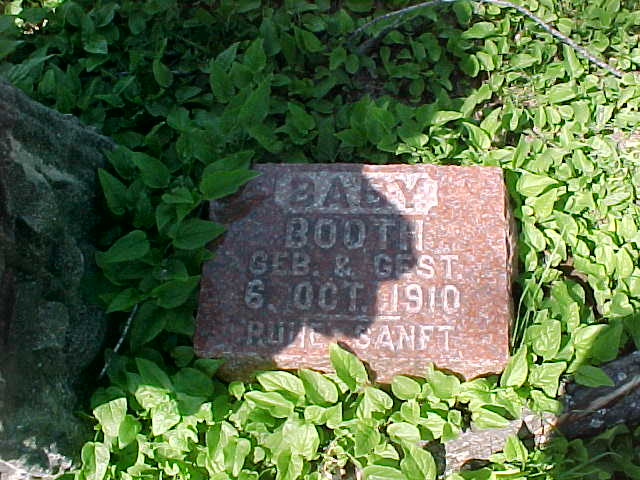 BABY
BOOTH
GEB. & GEST.
6. OCT. 1910
RUHE SANFT